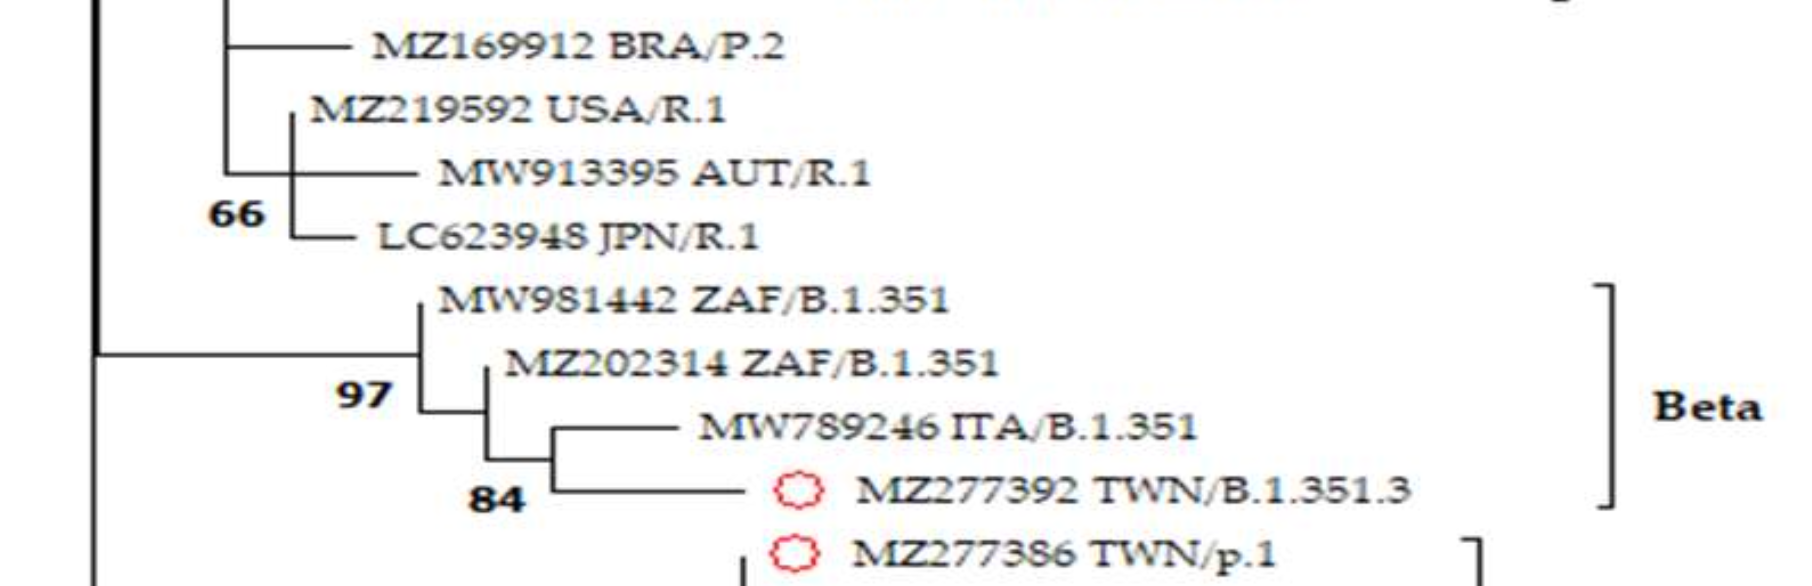 MZ169912 BRA/P.2
MZ219592 USA/R.1
MW913395 AUT/R.1
66
LC623948 JPN/R.1
MW981442 ZAF/B.1.351
MZ202314 ZAF/B.1.351
97
Beta
MW789246 ITA/B.1.351
MZ277392 TWN/B.1.351.3
84
MZ277386 TWN/p.1